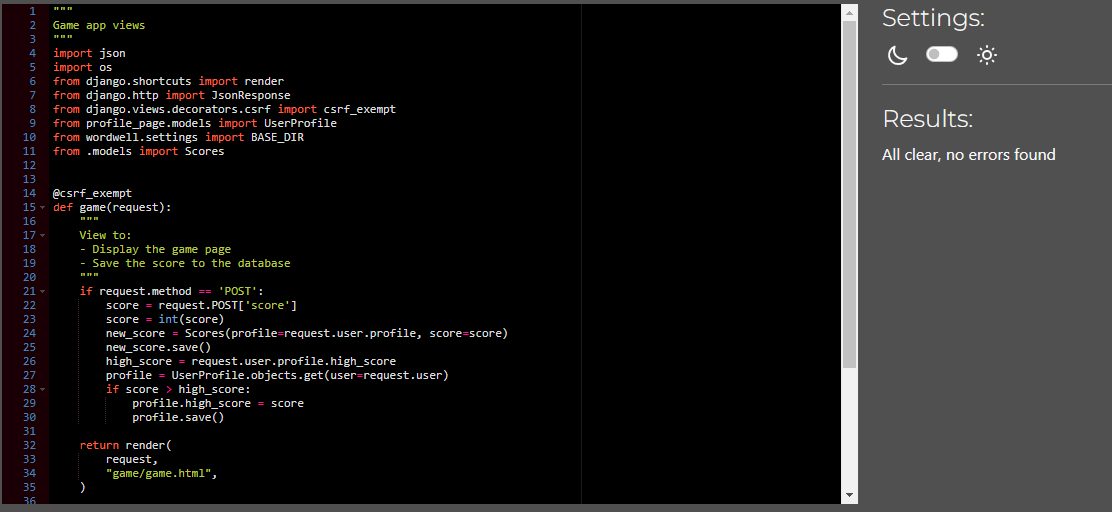 1 """
2 Game app views
3 """
4 import json
5 import os
6 from django.shortcuts import render
7 from django.http import JsonResponse
8 from django.views.decorators.csrf import csrf_exempt
9 from profile_page.models import UserProfile
10 from wordwell.settings import BASE_DIR
11 from .models import Scores
12
13
14 @csrf_exempt
15 def game(request):
16     """
17     View to:
18     - Display the game page
19     - Save the score to the database
20     """
21     if request.method == 'POST':
22         score = request.POST['score']
23         score = int(score)
24         new_score = Scores(profile=request.user.profile, score=score)
25         new_score.save()
26         high_score = request.user.profile.high_score
27         profile = UserProfile.objects.get(user=request.user)
28         if score > high_score:
29             profile.high_score = score
30             profile.save()
31
32     return render(
33         request,
34         "game/game.html",
35     )
36
Settings:
Results:
All clear, no errors found